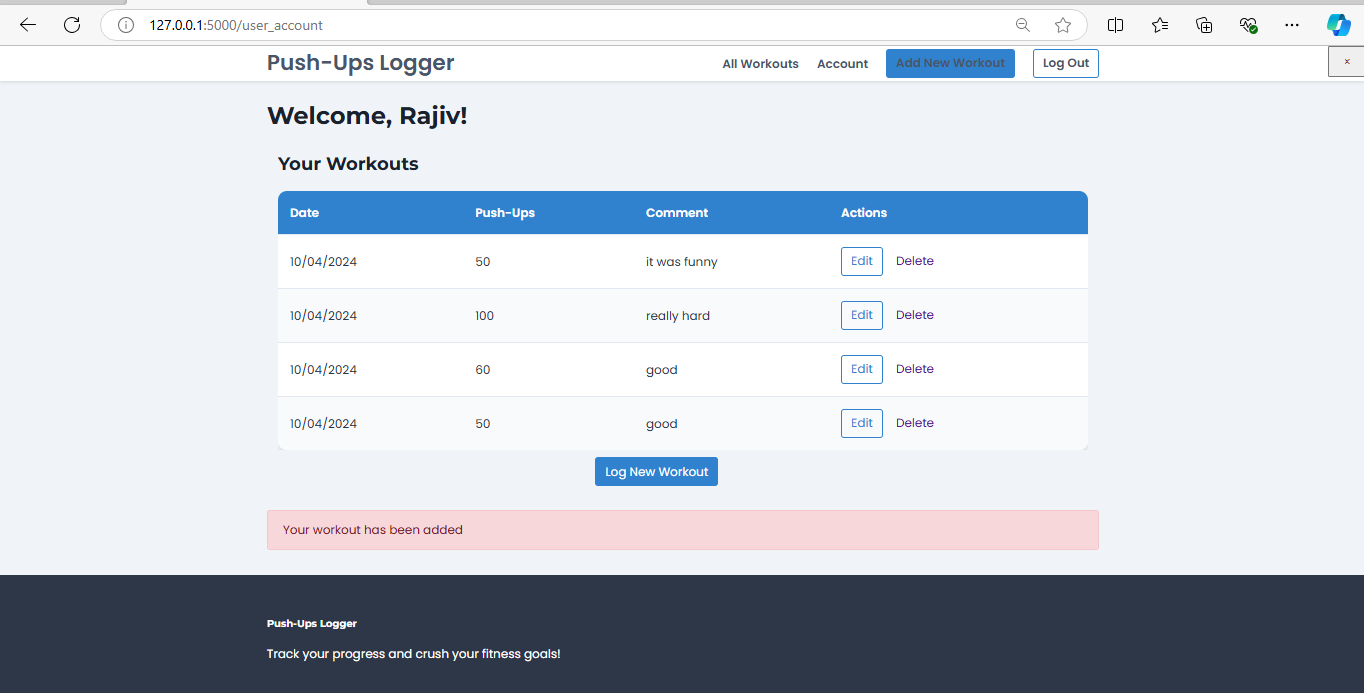 127.0.0.1:5000/user_account
Push-Ups Logger
All Workouts Account Add New Workout Log Out ×
Welcome, Rajiv!
Your Workouts
Date Push-Ups Comment Actions
10/04/2024 50 it was funny Edit Delete
10/04/2024 100 really hard Edit Delete
10/04/2024 60 good Edit Delete
10/04/2024 50 good Edit Delete
Log New Workout
Your workout has been added
Push-Ups Logger
Track your progress and crush your fitness goals!